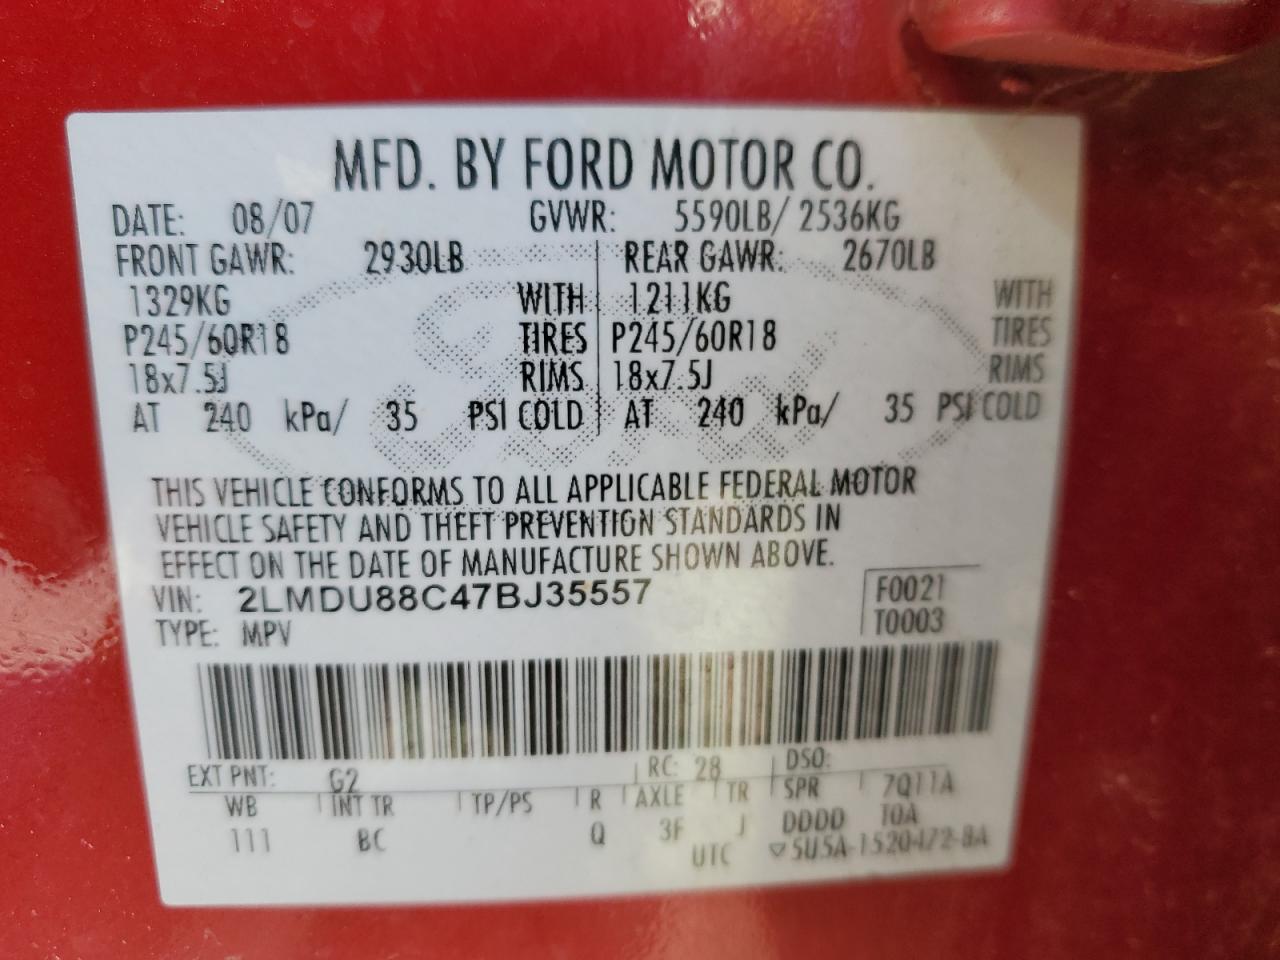 MFD. BY FORD MOTOR CO.
DATE: 08/07 GVWR: 5590LB/ 2536KG
FRONT GAWR: 2930LB REAR GAWR: 2670LB
1329KG WITH 1211KG WITH
P245/60R18 TIRES P245/60R18 TIRES
18x7.5J RIMS 18x7.5J RIMS
AT 240 kPa/ 35 PSI COLD AT 240 kPa/ 35 PSI COLD
THIS VEHICLE CONFORMS TO ALL APPLICABLE FEDERAL MOTOR
VEHICLE SAFETY AND THEFT PREVENTION STANDARDS IN
EFFECT ON THE DATE OF MANUFACTURE SHOWN ABOVE.
VIN: 2LMDU88C47BJ35557 F0021
TYPE: MPV T0003
EXT PNT: G2 RC: 28 DSO:
WB INT TR TP/PS R AXLE TR SPR 7Q11A
111 BC Q 3F J DDDD TOA
UTC ▽5U5A-1520472-BA